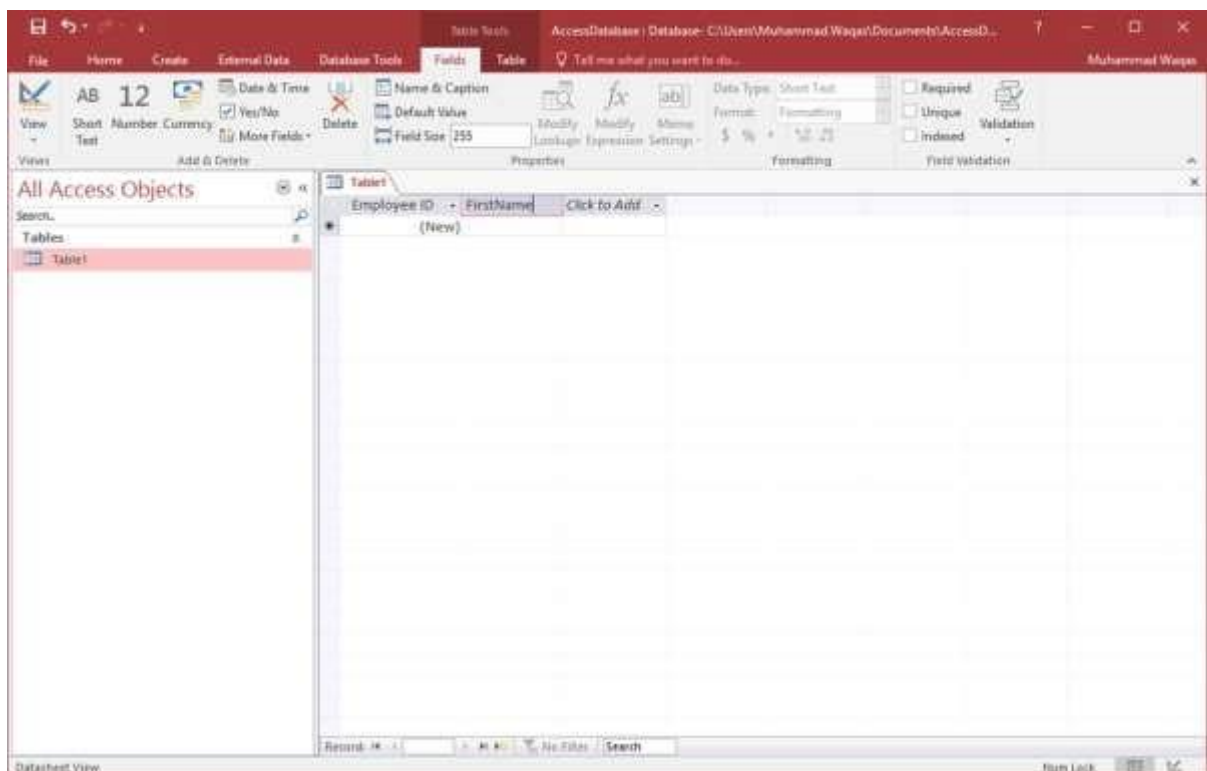 Table Tools
AccessDatabase : Database- C:\Users\Muhammad Waqas\Documents\AccessD...
?
File Home Create External Data Database Tools Fields Table Tell me what you want to do...
Muhammad Waqas
View
AB Short Text
12 Number
Currency
Date & Time
Yes/No
More Fields
Delete
Name & Caption
Default Value
Field Size 255
Modify Lookups
fx Modify Expression
ab Memo Settings
Data Type: Short Text
Format: Formatting
$ %
Required
Unique
Indexed
Validation
Views
Add & Delete
Properties
Formatting
Field Validation
All Access Objects
Search...
Tables
Table1
Table1
Employee ID FirstName Click to Add
(New)
Record:
No Filter
Search
Datasheet View
Num Lock